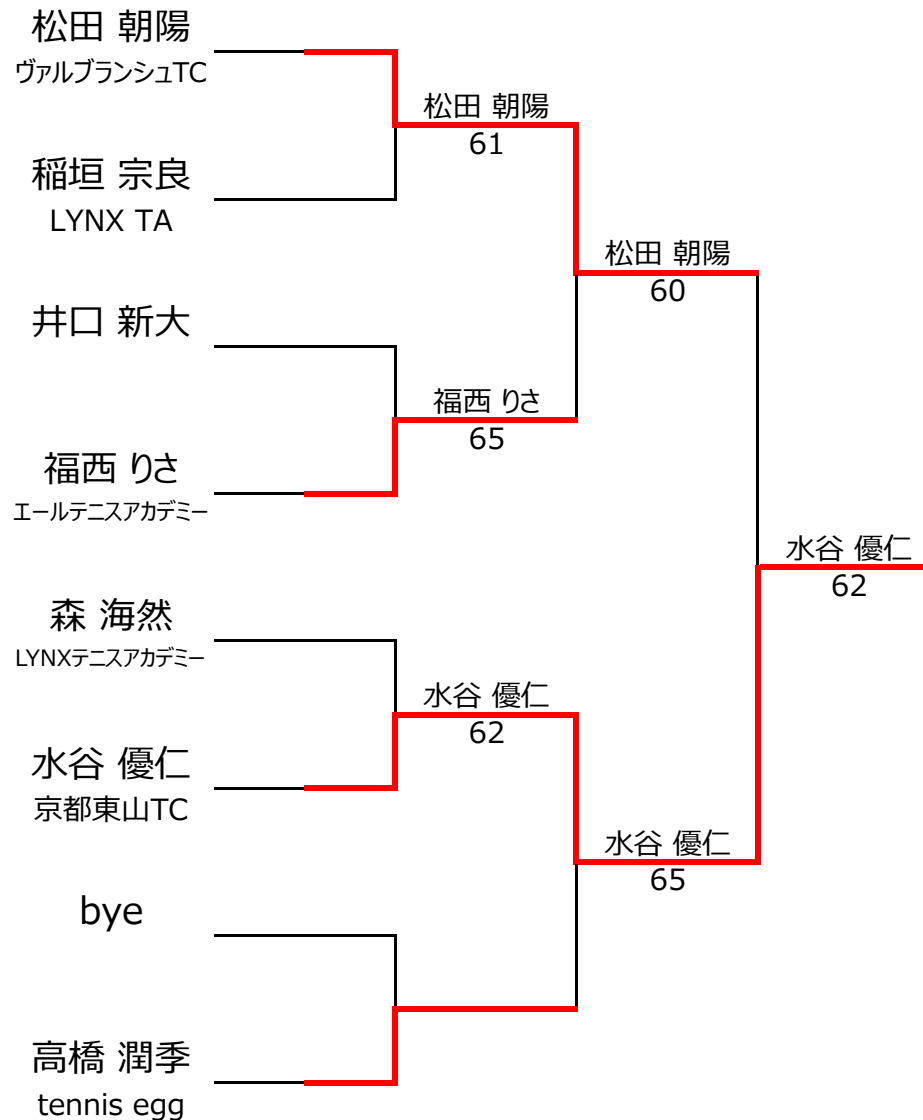 松田 朝陽
ヴァルブランシュTC
松田 朝陽
61
稲垣 宗良
LYNX TA
松田 朝陽
60
井口 新大
福西 りさ
65
福西 りさ
エールテニスアカデミー
水谷 優仁
62
森 海然
LYNXテニスアカデミー
水谷 優仁
62
水谷 優仁
京都東山TC
水谷 優仁
65
bye
高橋 潤季
tennis egg